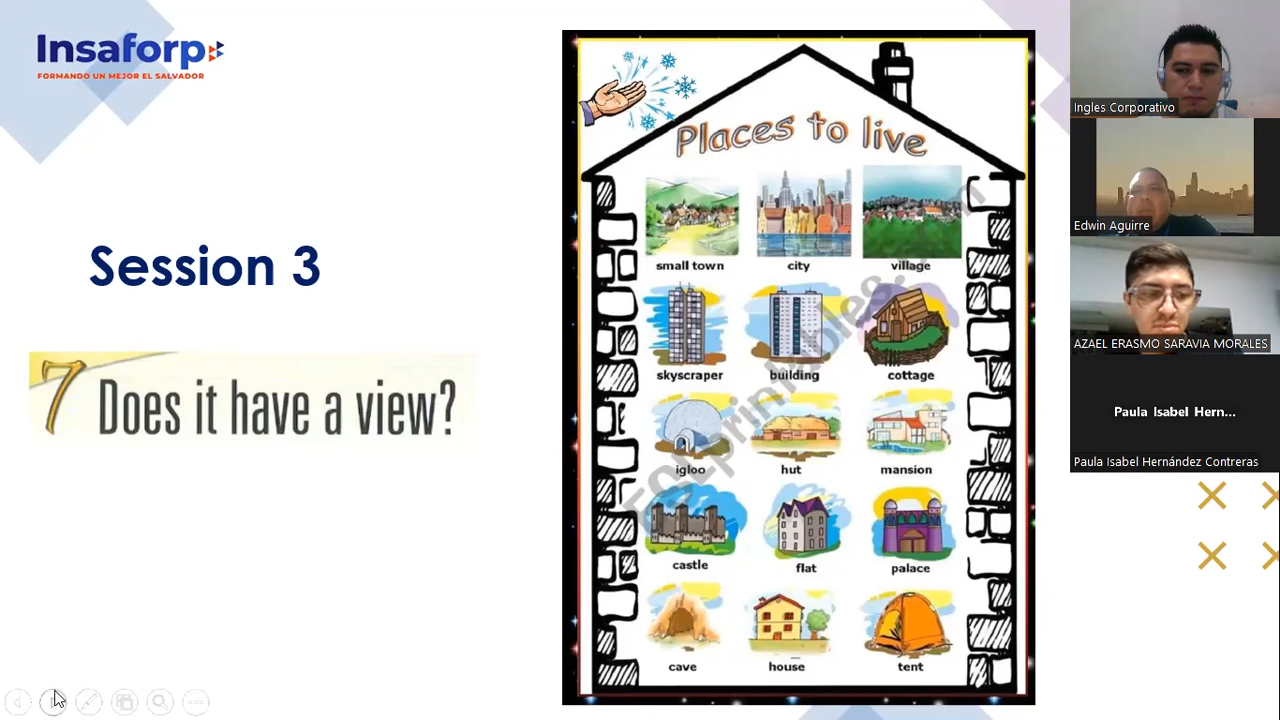 Insaforp
FORMANDO UN MEJOR EL SALVADOR
Session 3
7 Does it have a view?
Places to live
small town city village
skyscraper building cottage
igloo hut mansion
castle flat palace
cave house tent
ESLprintables.com
Ingles Corporativo
Edwin Aguirre
AZAEL ERASMO SARAVIA MORALES
Paula Isabel Hern...
Paula Isabel Hernández Contreras